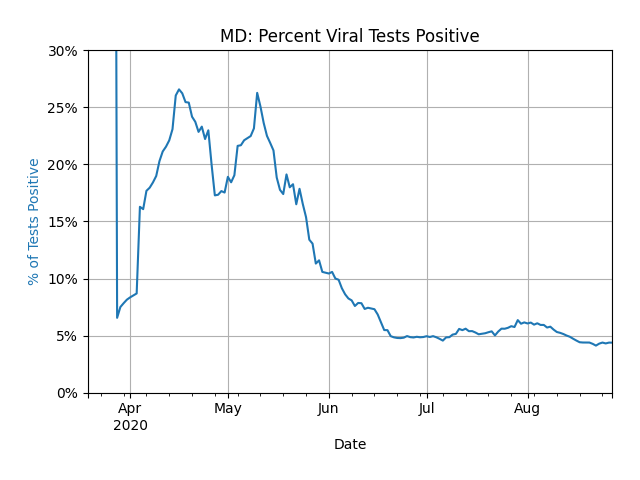 MD: Percent Viral Tests Positive
30%
25%
20%
15%
10%
5%
0%
% of Tests Positive
Apr
2020
May
Jun
Jul
Aug
Date